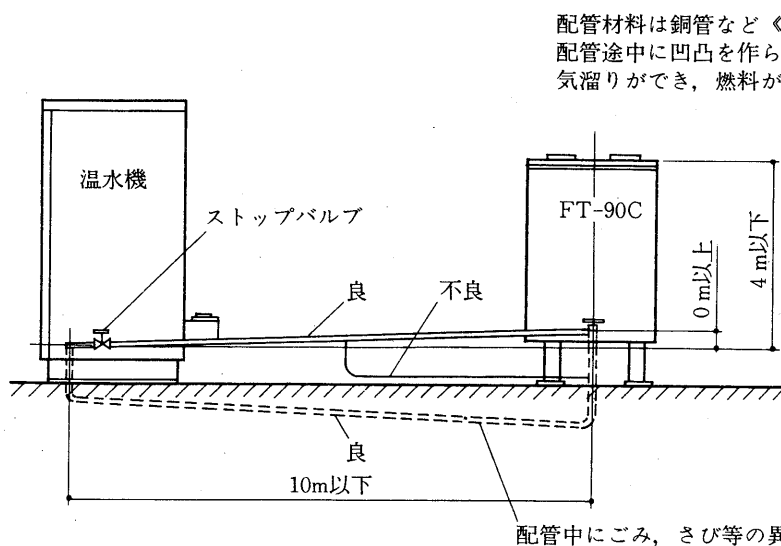 配管材料は銅管など《
配管途中に凹凸を作ら
気溜りができ，燃料が
温水機
FT-90C
ストップバルブ
0m以上
4m以下
良
不良
良
10m以下
配管中にごみ，さび等の異